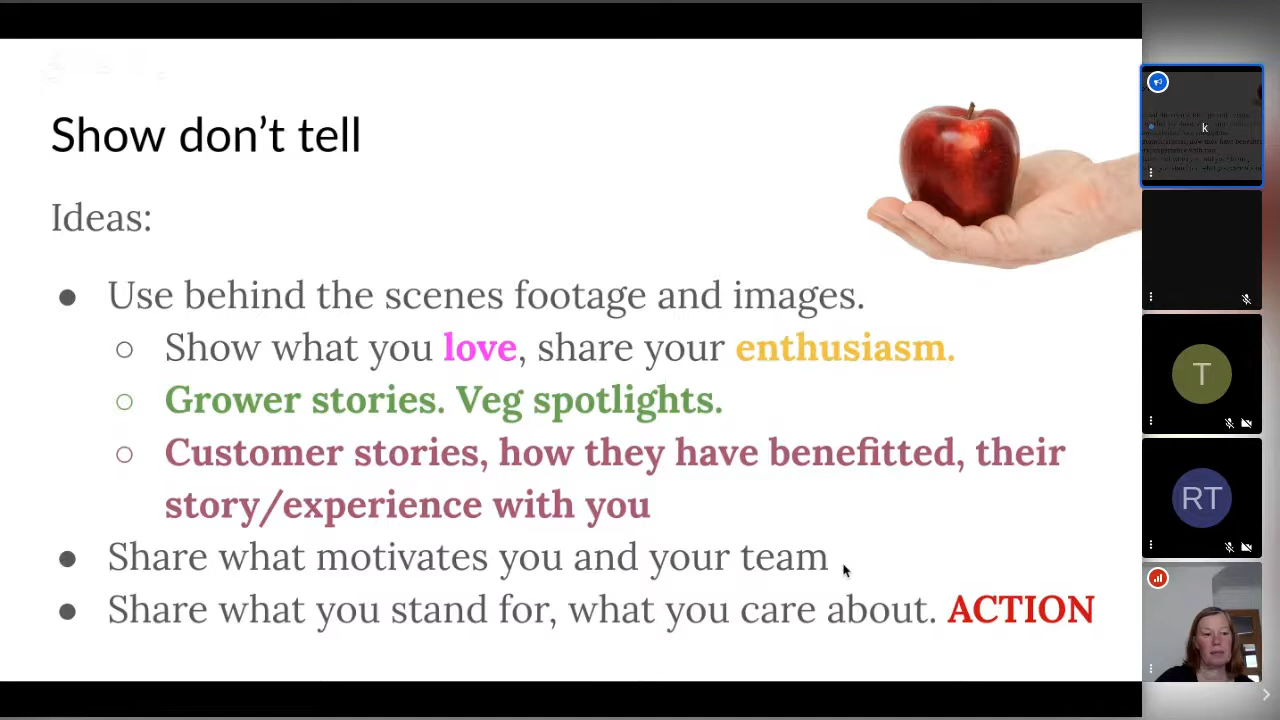 Show don’t tell
Ideas:
● Use behind the scenes footage and images.
○ Show what you love, share your enthusiasm.
○ Grower stories. Veg spotlights.
○ Customer stories, how they have benefitted, their
story/experience with you
● Share what motivates you and your team
● Share what you stand for, what you care about. ACTION
k
T
RT